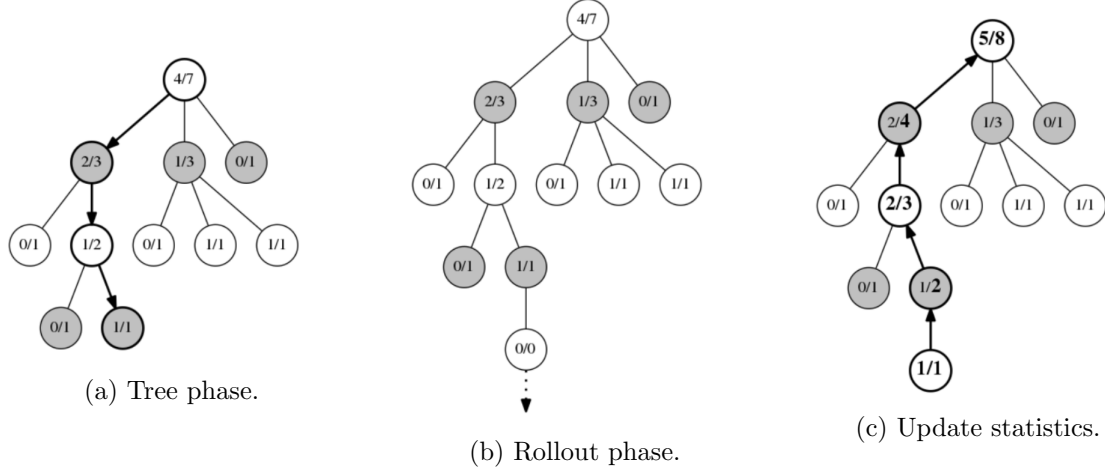 4/7
2/3 1/3 0/1
0/1 1/2 0/1 1/1 1/1
0/1 1/1
(a) Tree phase.
4/7
2/3 1/3 0/1
0/1 1/2 0/1 1/1 1/1
0/1 1/1
0/0
(b) Rollout phase.
5/8
2/4 1/3 0/1
0/1 2/3 0/1 1/1 1/1
0/1 1/2
1/1
(c) Update statistics.